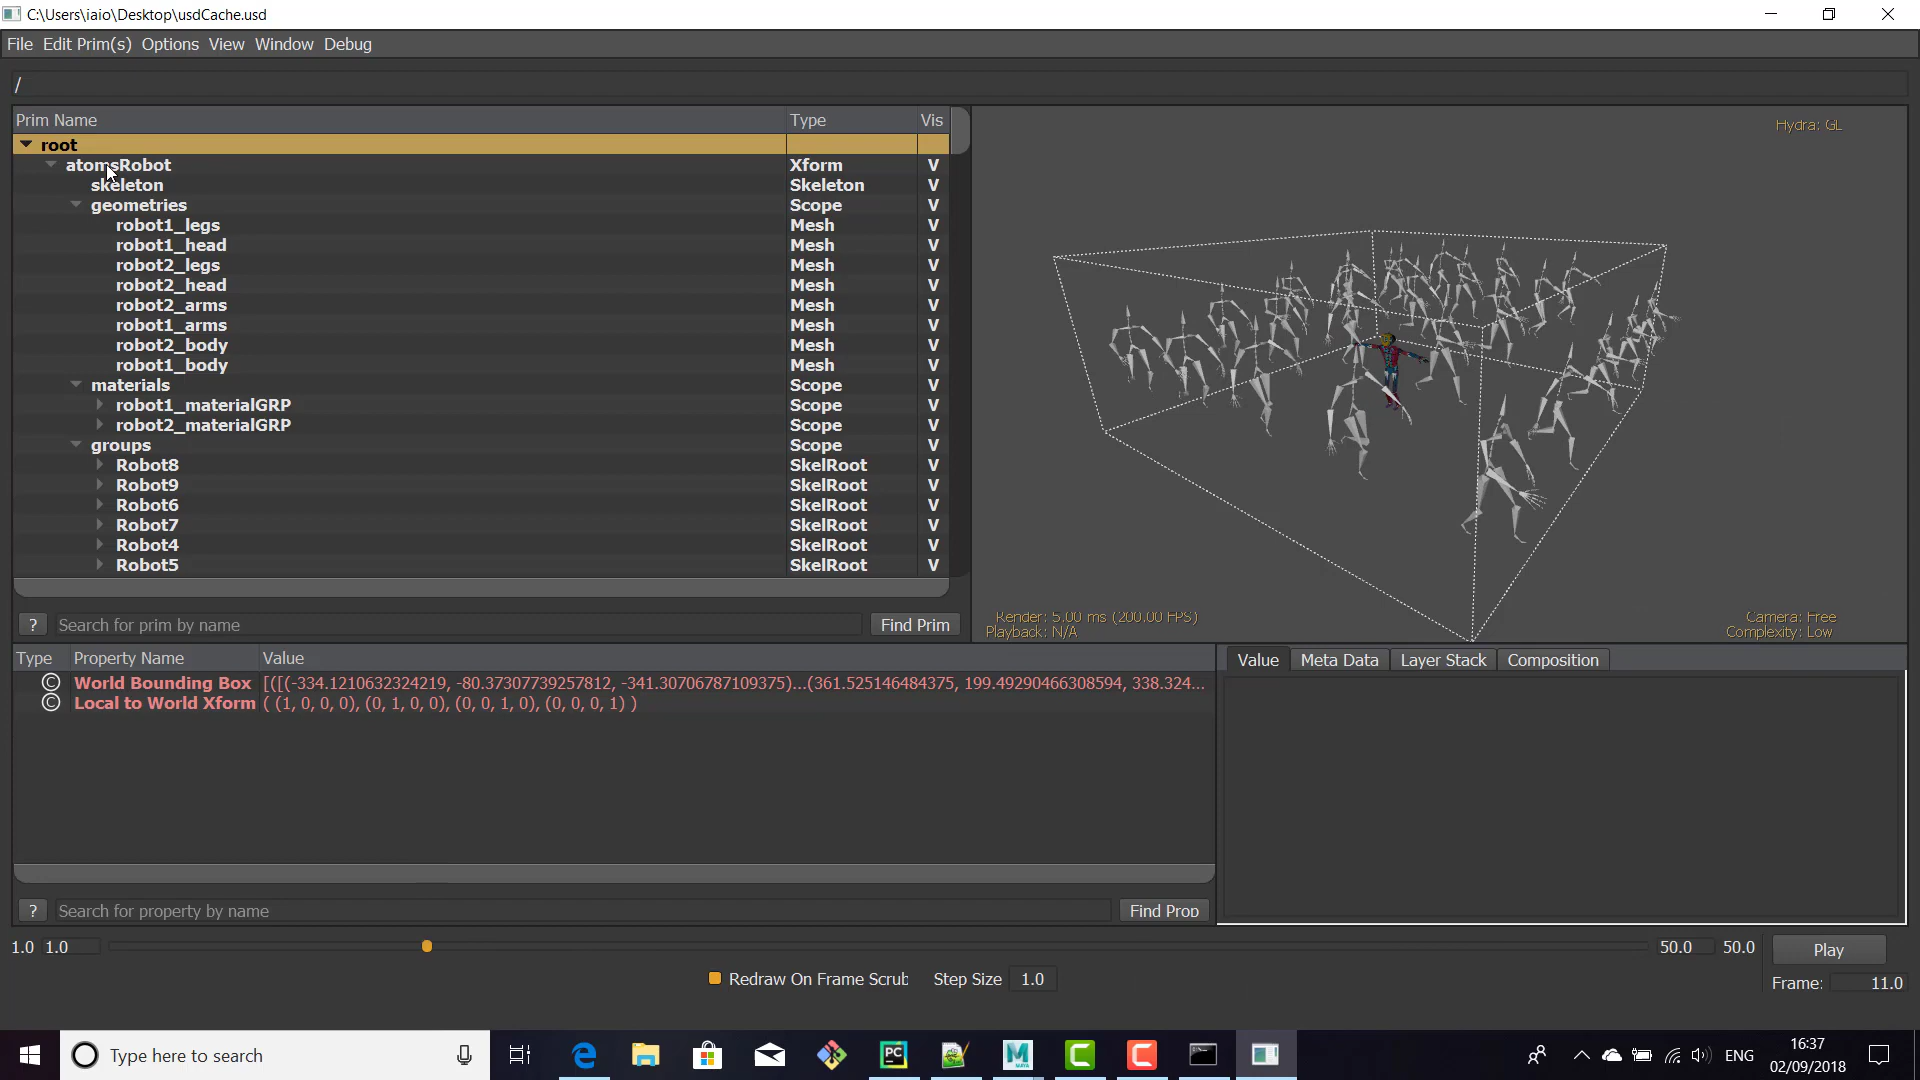 C:\Users\iaio\Desktop\usdCache.usd
File Edit Prim(s) Options View Window Debug
/
Prim Name Type Vis
root
atomsRobot Xform V
skeleton Skeleton V
geometries Scope V
robot1_legs Mesh V
robot1_head Mesh V
robot2_legs Mesh V
robot2_head Mesh V
robot2_arms Mesh V
robot1_arms Mesh V
robot2_body Mesh V
robot1_body Mesh V
materials Scope V
robot1_materialGRP Scope V
robot2_materialGRP Scope V
groups Scope V
Robot8 SkelRoot V
Robot9 SkelRoot V
Robot6 SkelRoot V
Robot7 SkelRoot V
Robot4 SkelRoot V
Robot5 SkelRoot V
? Search for prim by name Find Prim
Hydra: GL
Render: 5.00 ms (200.00 FPS)
Playback: N/A
Camera: Free
Complexity: Low
Type Property Name Value
© World Bounding Box [([(-334.1210632324219, -80.37307739257812, -341.30706787109375)...(361.525146484375, 199.49290466308594, 338.324...
© Local to World Xform ( (1, 0, 0, 0), (0, 1, 0, 0), (0, 0, 1, 0), (0, 0, 0, 1) )
Value Meta Data Layer Stack Composition
? Search for property by name Find Prop
1.0 1.0 50.0 50.0 Play
Redraw On Frame Scrub Step Size 1.0 Frame: 11.0
Type here to search
PC
MAYA
ENG
16:37
02/09/2018